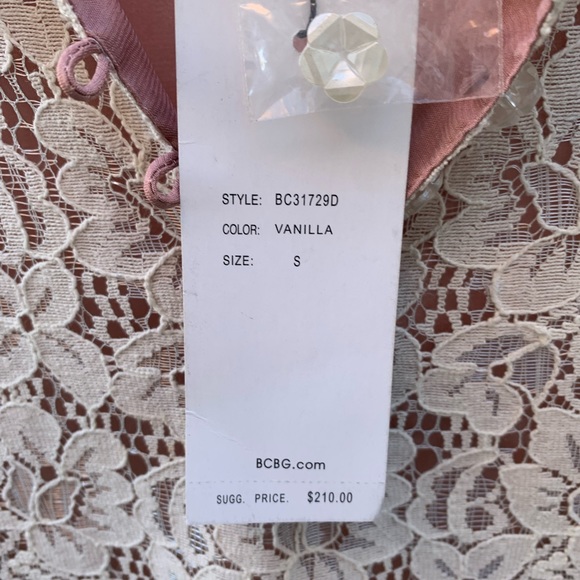 STYLE: BC31729D
COLOR: VANILLA
SIZE: S
BCBG.com
SUGG. PRICE. $210.00